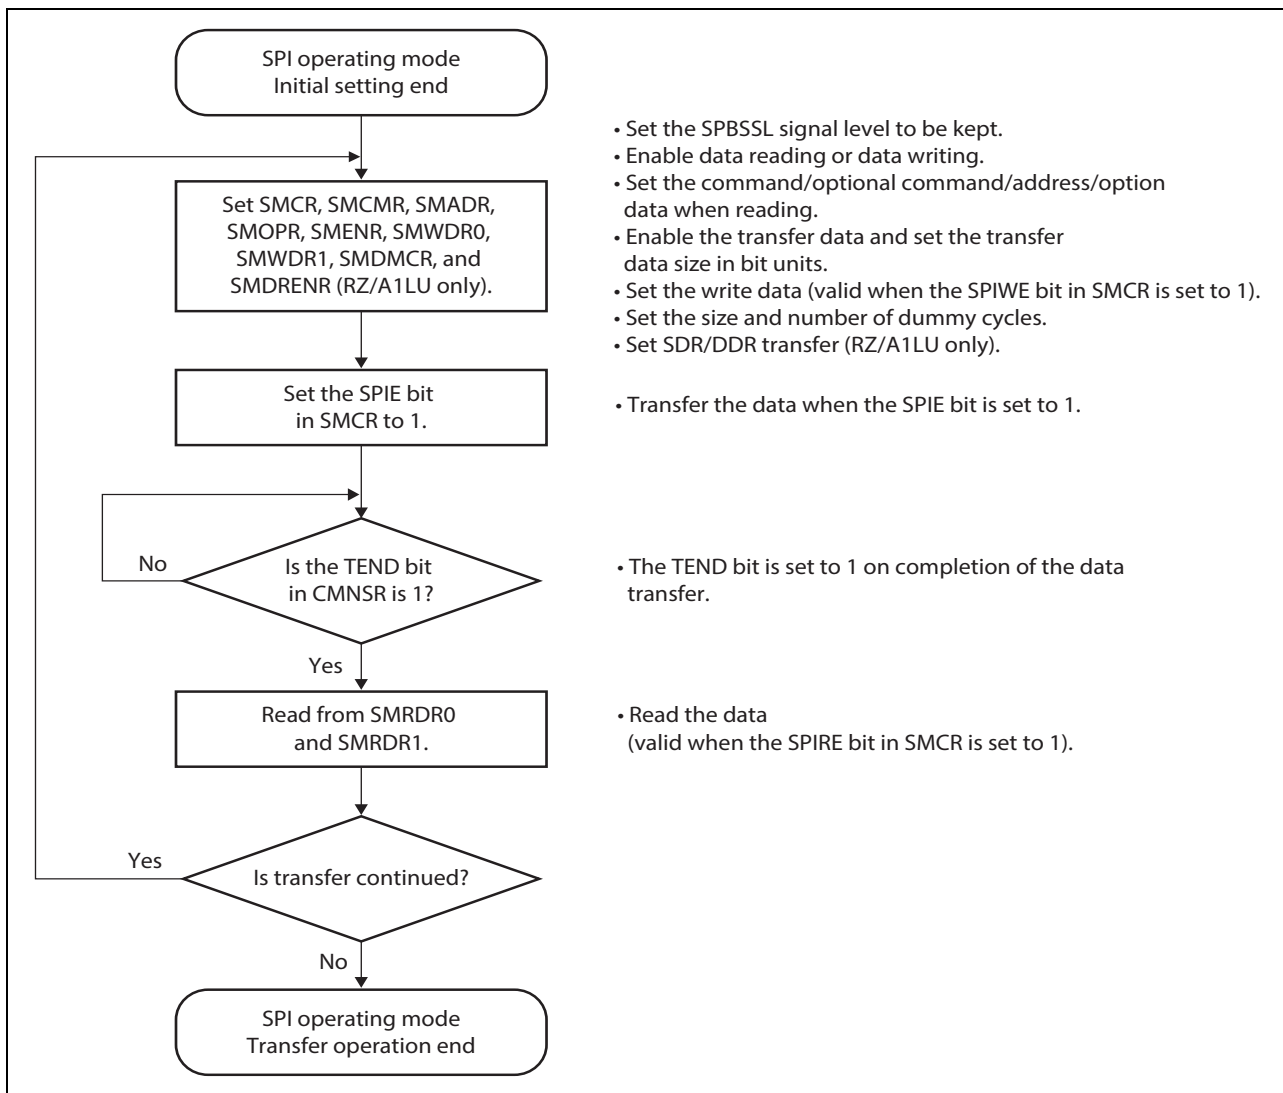 SPI operating mode
Initial setting end
Set SMCR, SMCMR, SMADR,
SMOPR, SMENR, SMWDR0,
SMWDR1, SMDMCR, and
SMDRENR (RZ/A1LU only).
• Set the SPBSSL signal level to be kept.
• Enable data reading or data writing.
• Set the command/optional command/address/option
data when reading.
• Enable the transfer data and set the transfer
data size in bit units.
• Set the write data (valid when the SPIWE bit in SMCR is set to 1).
• Set the size and number of dummy cycles.
• Set SDR/DDR transfer (RZ/A1LU only).
Set the SPIE bit
in SMCR to 1.
• Transfer the data when the SPIE bit is set to 1.
No
Is the TEND bit
in CMNSR is 1?
• The TEND bit is set to 1 on completion of the data
transfer.
Yes
Read from SMRDR0
and SMRDR1.
• Read the data
(valid when the SPIRE bit in SMCR is set to 1).
Yes
Is transfer continued?
No
SPI operating mode
Transfer operation end